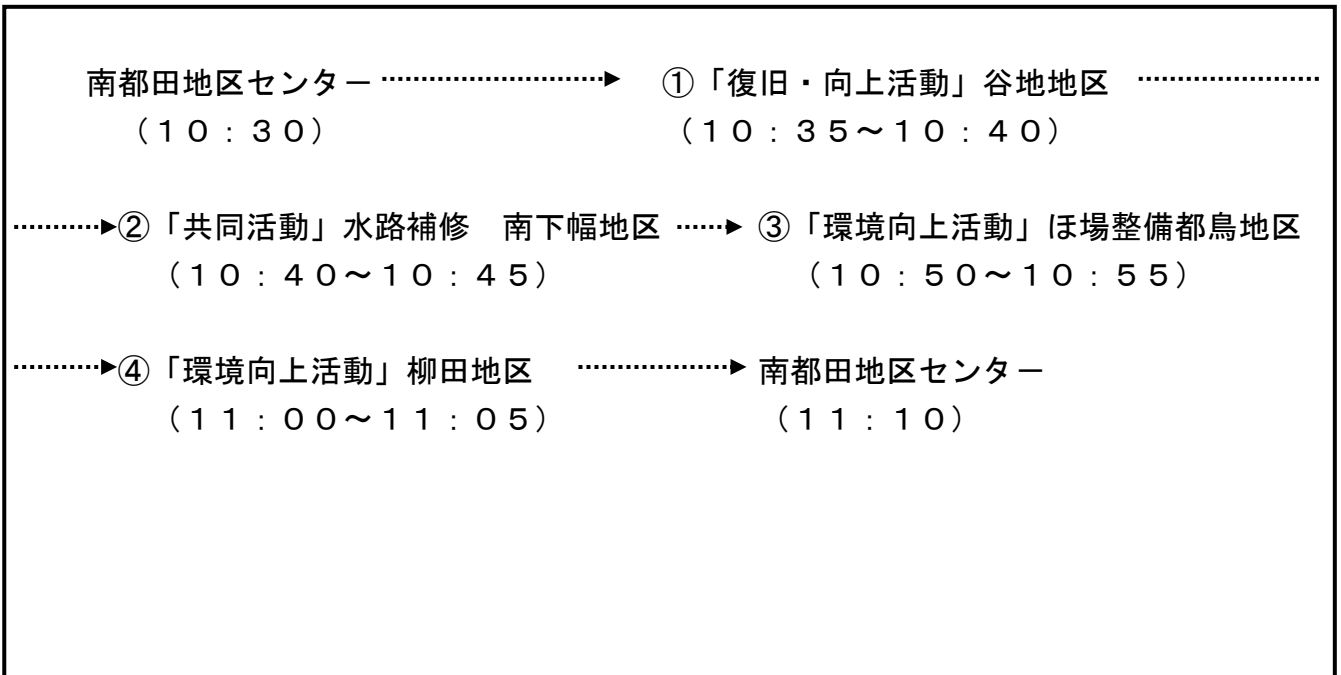 南都田地区センター ①「復旧・向上活動」谷地地区
（１０：３０） （１０：３５～１０：４０）
②「共同活動」水路補修　南下幅地区 ③「環境向上活動」ほ場整備都鳥地区
（１０：４０～１０：４５） （１０：５０～１０：５５）
④「環境向上活動」柳田地区 南都田地区センター
（１１：００～１１：０５） （１１：１０）